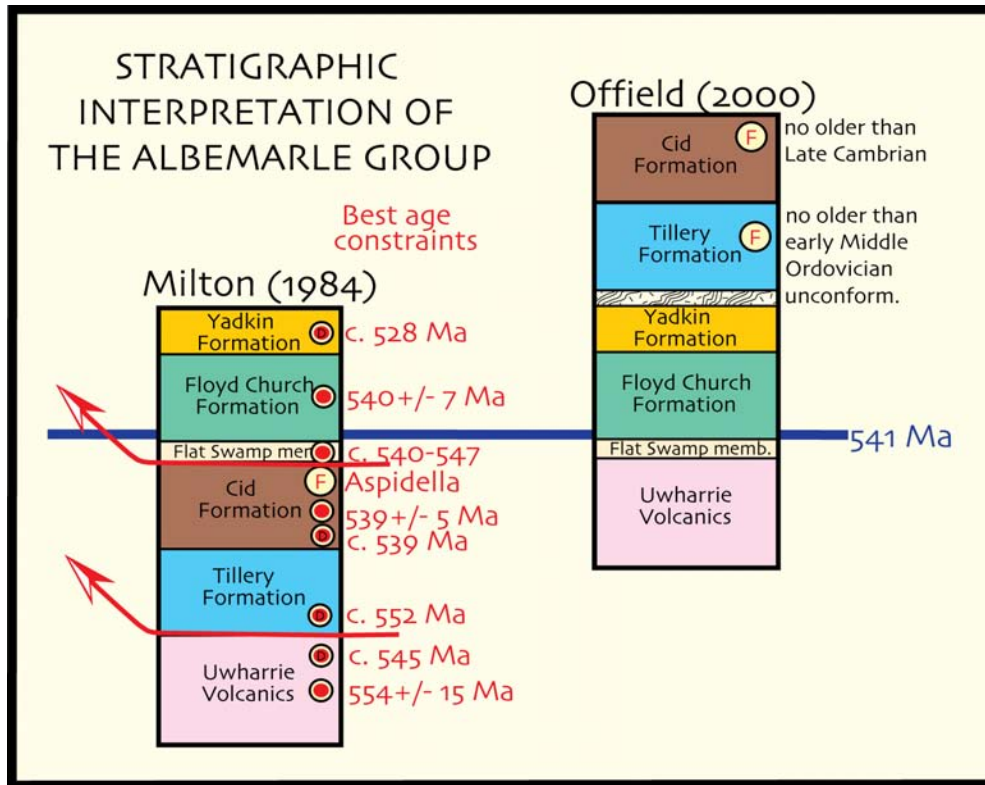 STRATIGRAPHIC
INTERPRETATION OF
THE ALBEMARLE GROUP
Best age
constraints
Milton (1984)
Yadkin
Formation
D
c. 528 Ma
Floyd Church
Formation
540+/- 7 Ma
Flat Swamp mem
c. 540-547
F
Aspidella
Cid
Formation
539+/- 5 Ma
D
c. 539 Ma
Tillery
Formation
D
c. 552 Ma
D
c. 545 Ma
Uwharrie
Volcanics
554+/- 15 Ma
Offield (2000)
Cid
Formation
F
no older than
Late Cambrian
Tillery
Formation
F
no older than
early Middle
Ordovician
unconform.
Yadkin
Formation
Floyd Church
Formation
541 Ma
Flat Swamp memb.
Uwharrie
Volcanics